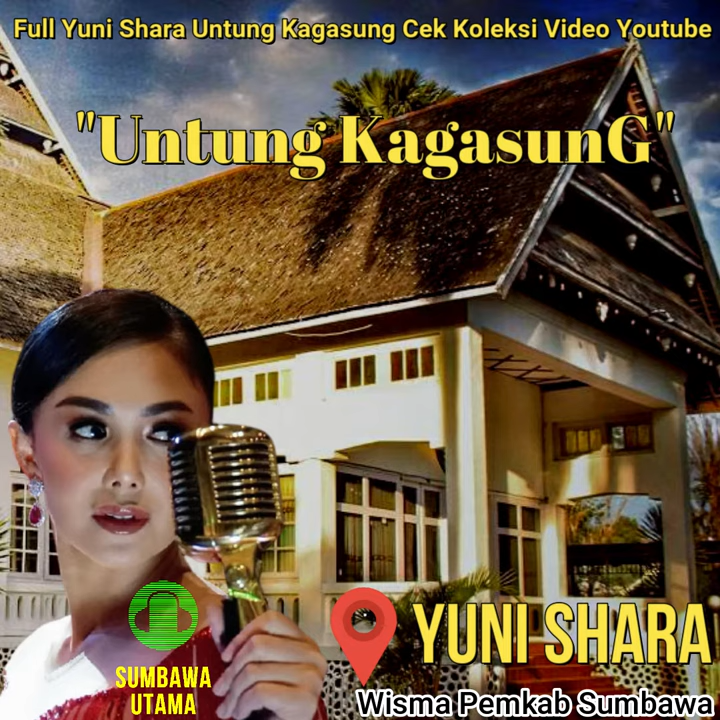 Full Yuni Shara Untung Kagasung Cek Koleksi Video Youtube
"Untung KagasunG"
SUMBAWA
UTAMA
YUNI SHARA
Wisma Pemkab Sumbawa